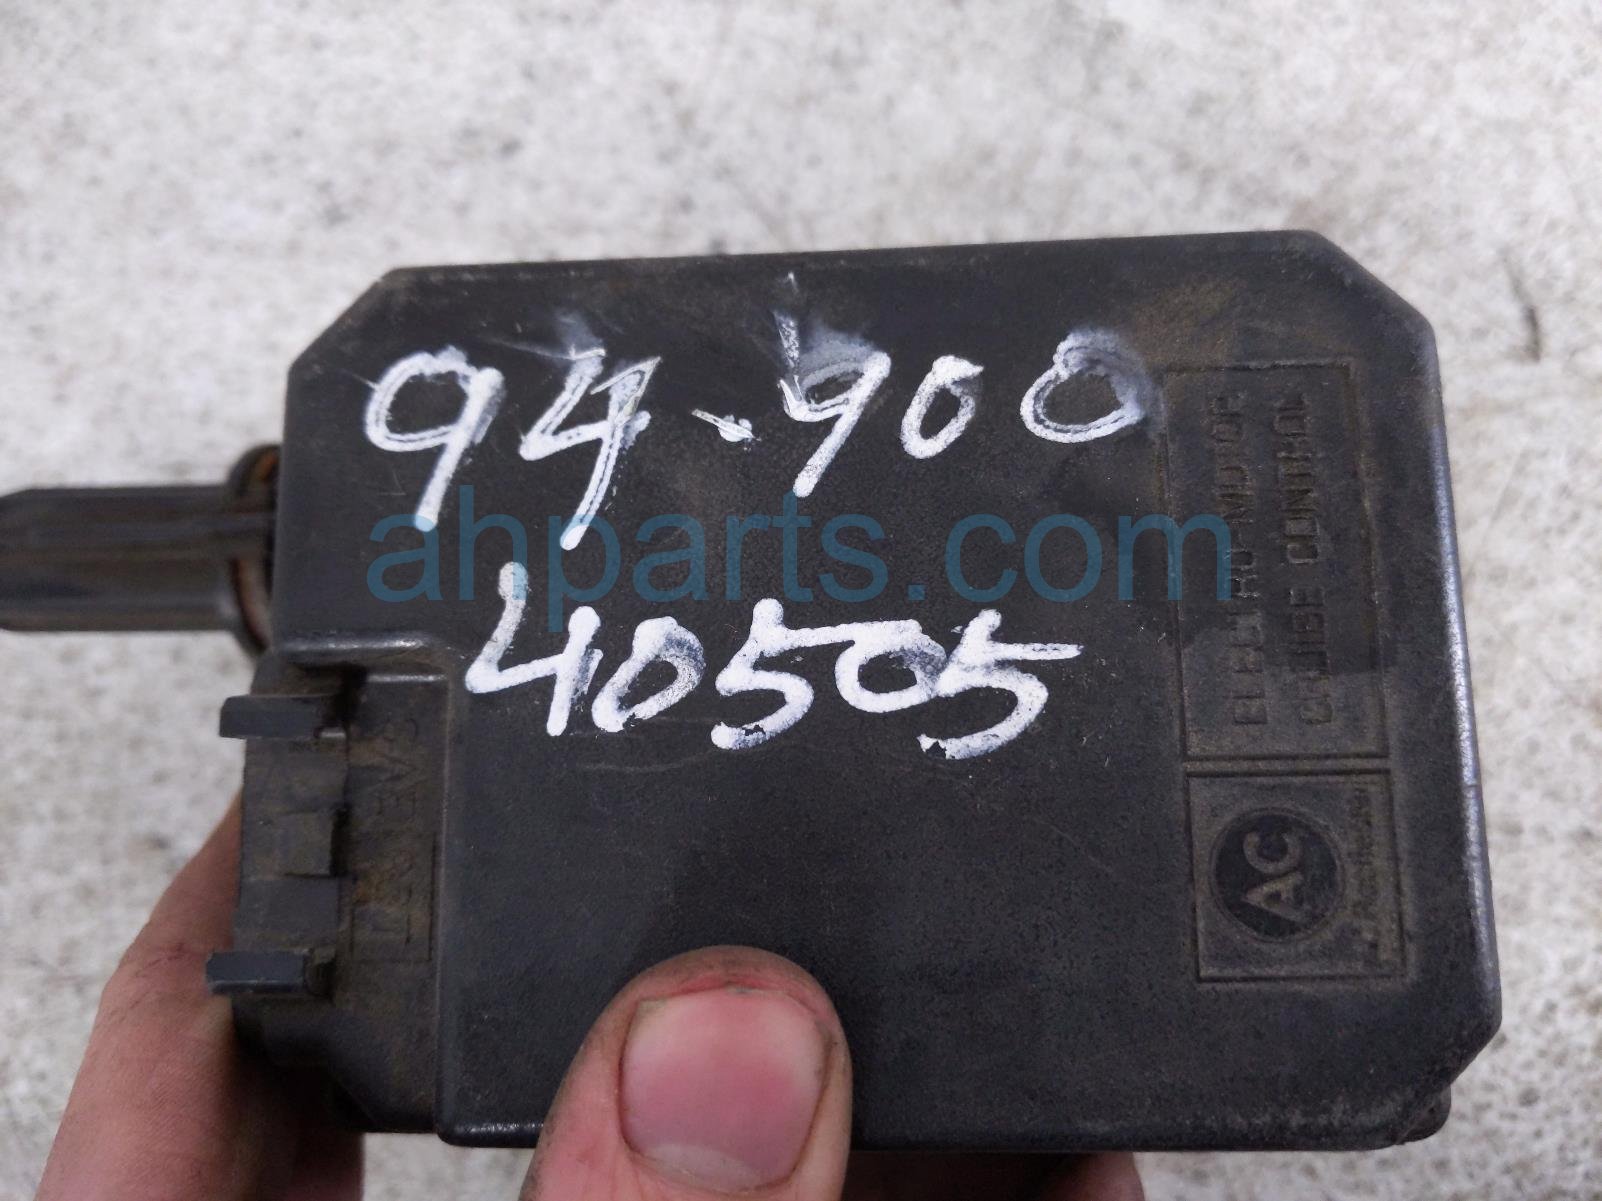 94-900
ahparts.com
40505
ELECTRO-MOTOR
CRUISE CONTROL
AC